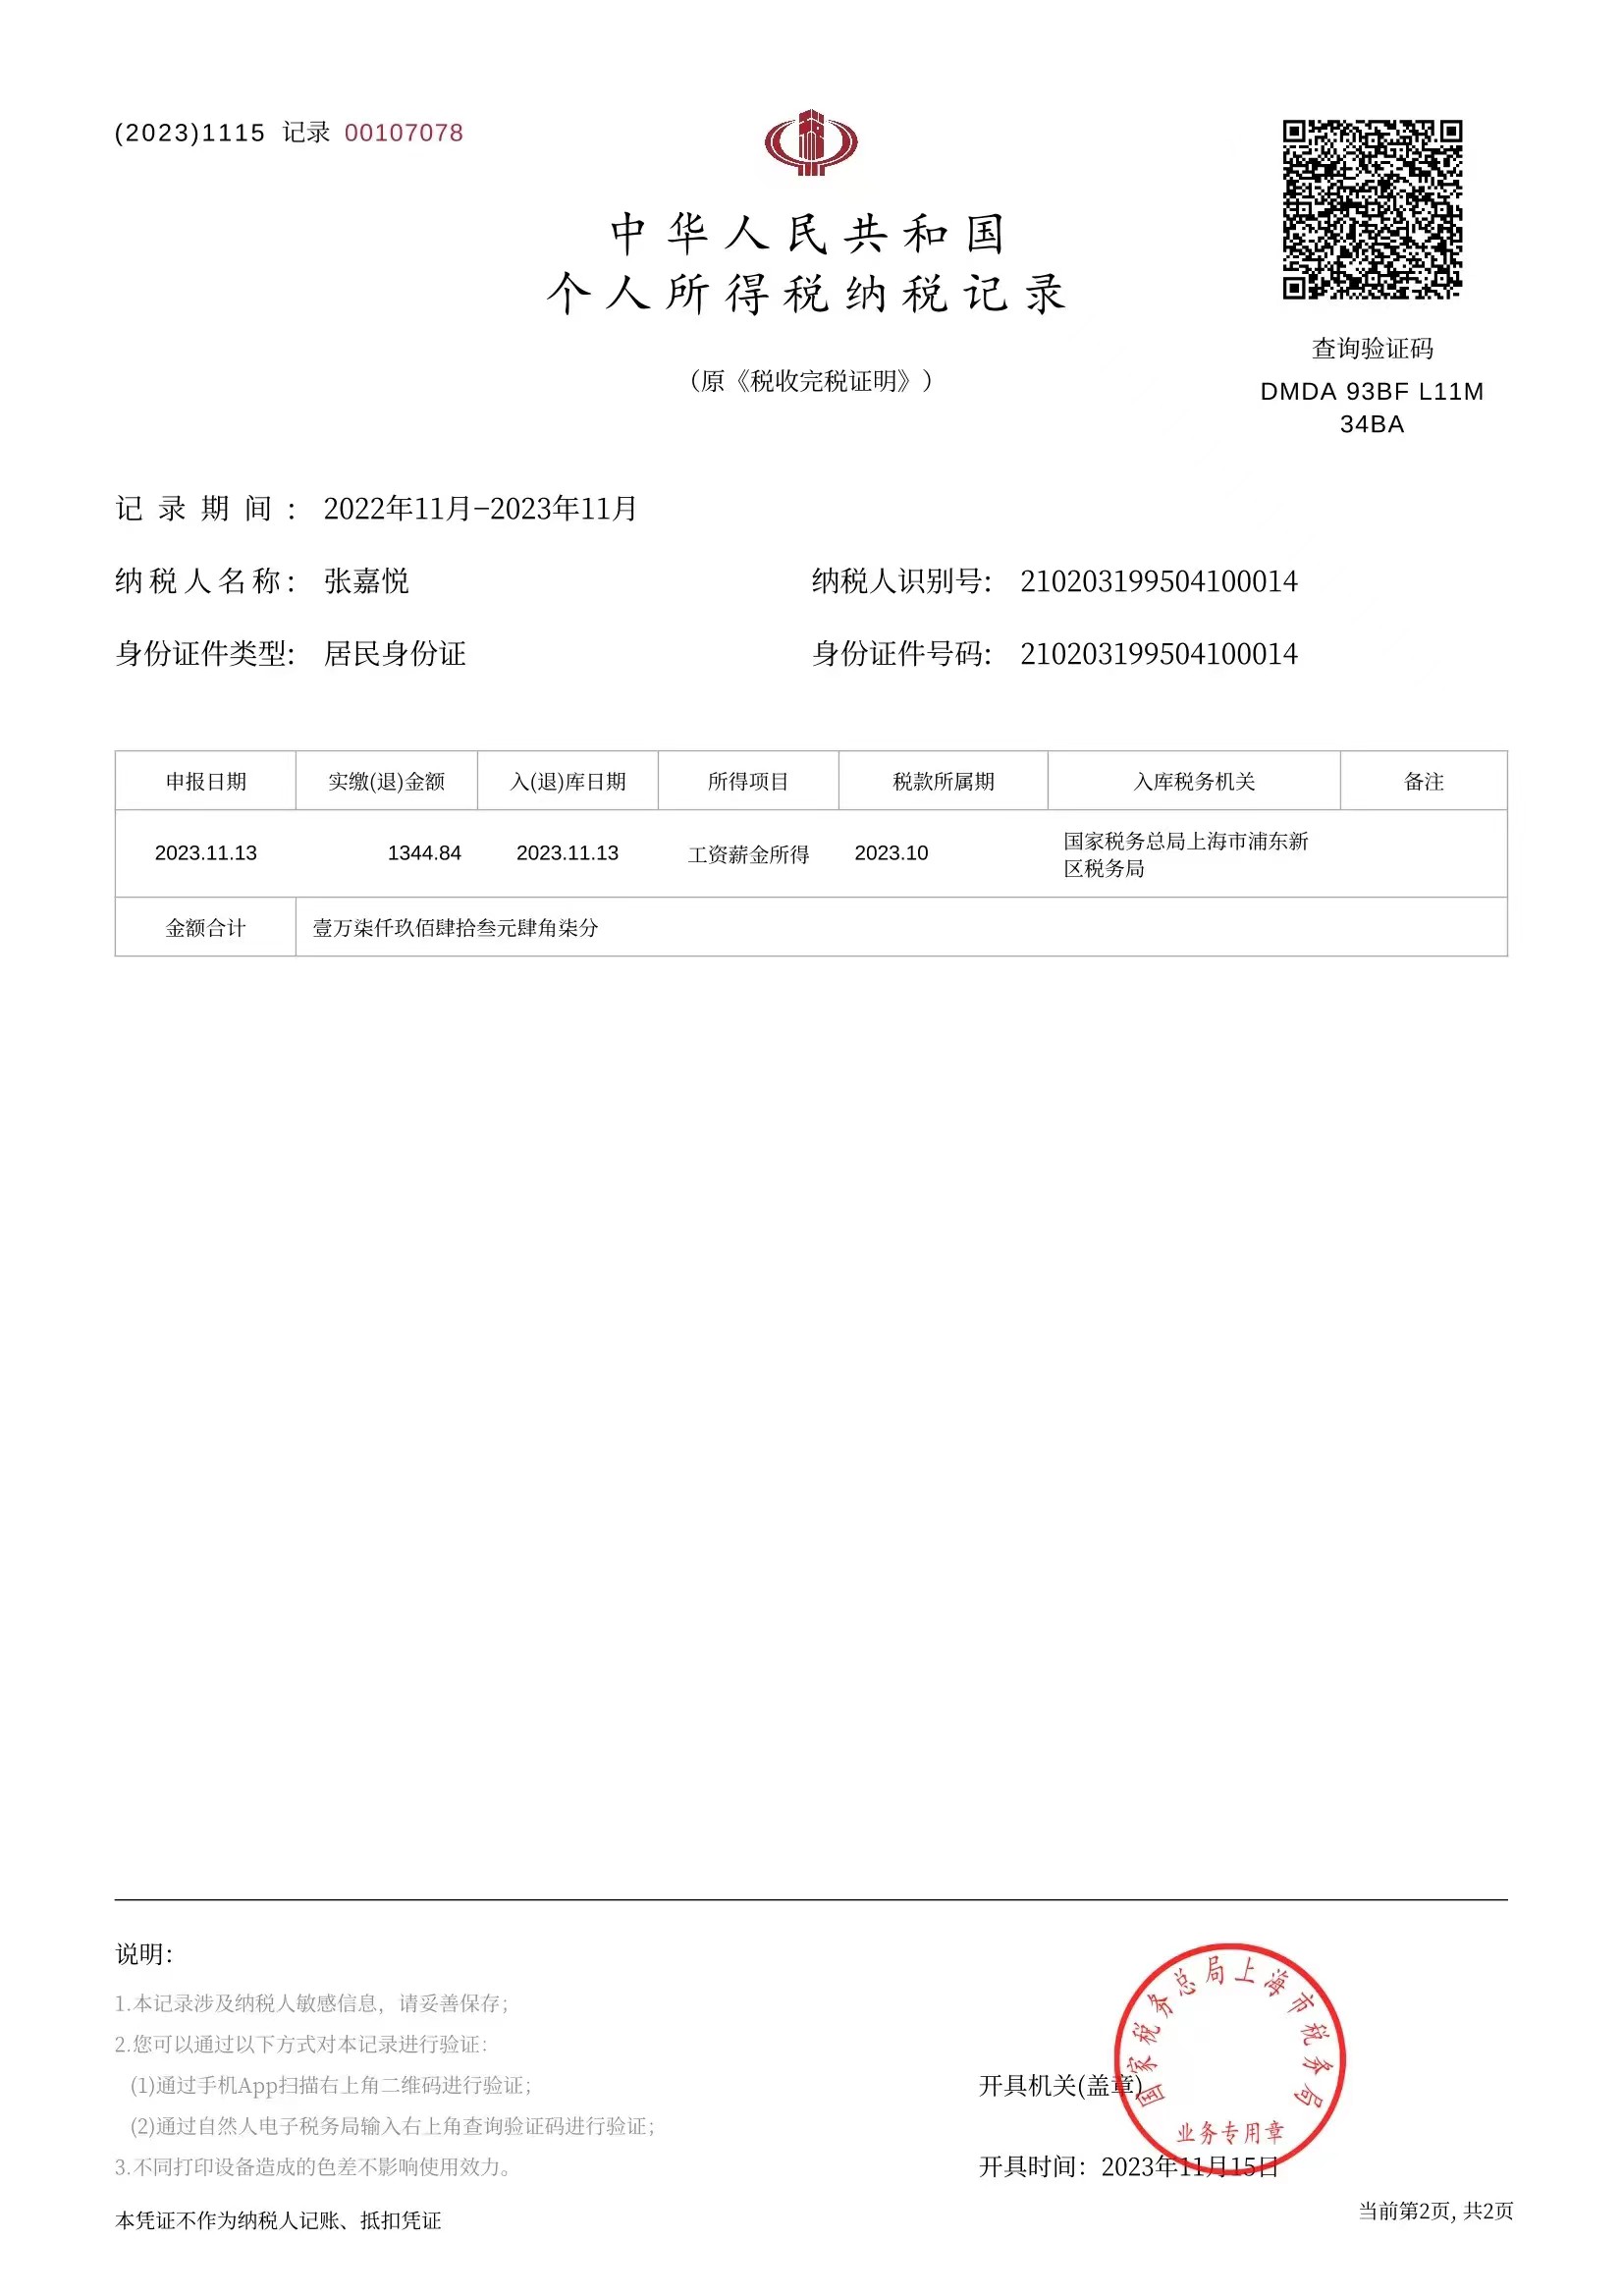 (2023)1115 记录 00107078
中华人民共和国
个人所得税纳税记录
（原《税收完税证明》）
查询验证码
DMDA 93BF L11M
34BA
记录期间: 2022年11月–2023年11月
纳税人名称: 张嘉悦 纳税人识别号: 210203199504100014
身份证件类型: 居民身份证 身份证件号码: 210203199504100014
申报日期 实缴(退)金额 入(退)库日期 所得项目 税款所属期 入库税务机关 备注
2023.11.13 1344.84 2023.11.13 工资薪金所得 2023.10 国家税务总局上海市浦东新
区税务局
金额合计 壹万柒仟玖佰肆拾叁元肆角柒分
说明:
1.本记录涉及纳税人敏感信息，请妥善保存;
2.您可以通过以下方式对本记录进行验证:
(1)通过手机App扫描右上角二维码进行验证;
(2)通过自然人电子税务局输入右上角查询验证码进行验证;
3.不同打印设备造成的色差不影响使用效力。
本凭证不作为纳税人记账、抵扣凭证
国家税务总局上海市税务局
业务专用章
开具机关(盖章)
开具时间: 2023年11月15日
当前第2页, 共2页